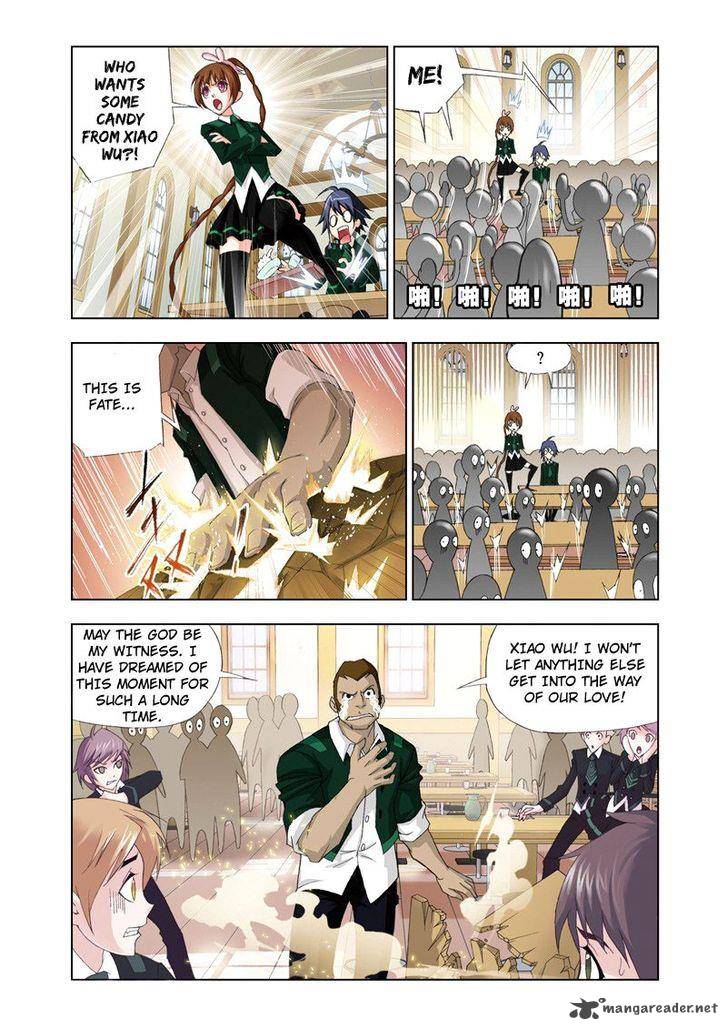 WHO
WANTS
SOME
CANDY
FROM XIAO
WU?!
ME!
啪! 啪! 啪! 啪! 啪!
THIS IS
FATE...
?
MAY THE GOD BE
MY WITNESS. I
HAVE DREAMED OF
THIS MOMENT FOR
SUCH A LONG
TIME.
XIAO WU! I WON'T
LET ANYTHING ELSE
GET INTO THE WAY
OF OUR LOVE!
mangareader.net